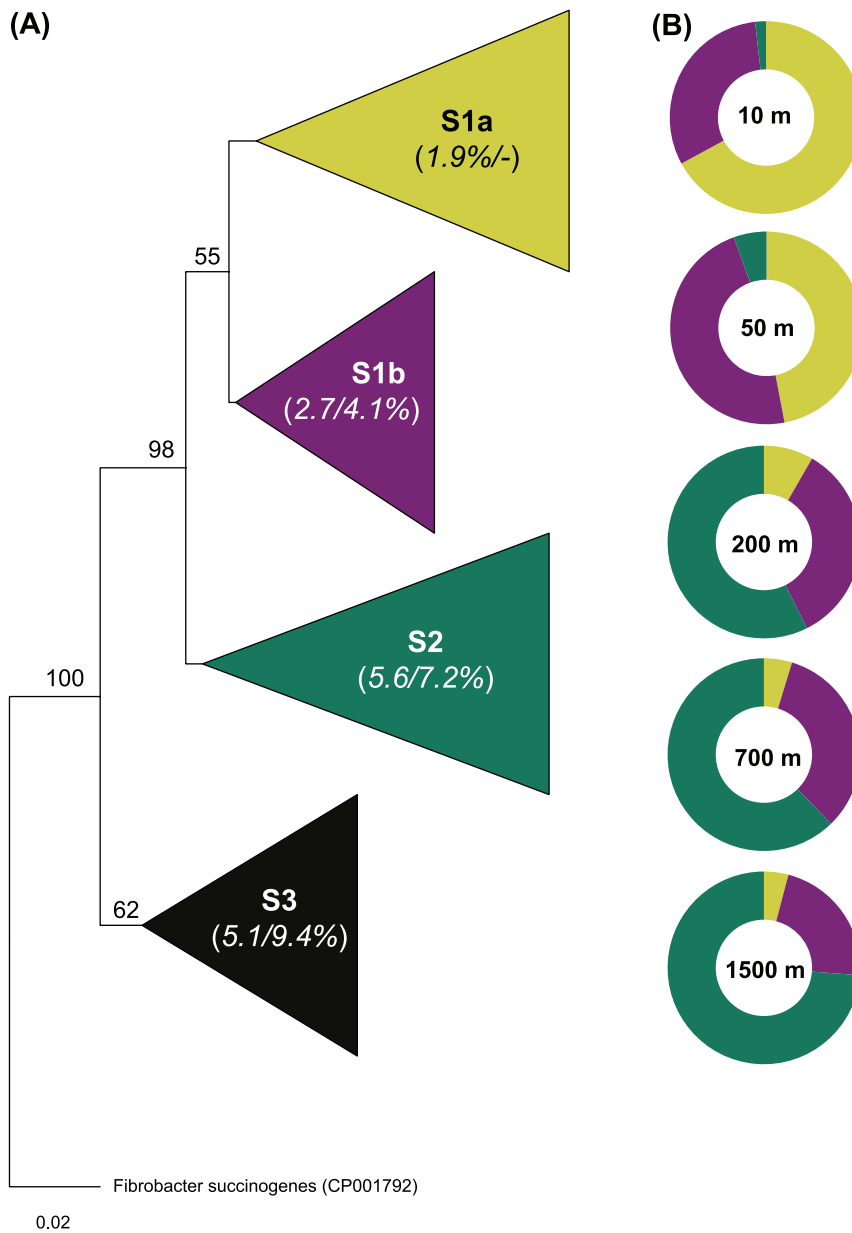 (A)
S1a
(1.9%/-)
55
S1b
(2.7/4.1%)
98
S2
(5.6/7.2%)
100
S3
(5.1/9.4%)
62
Fibrobacter succinogenes (CP001792)
0.02
(B)
10 m
50 m
200 m
700 m
1500 m